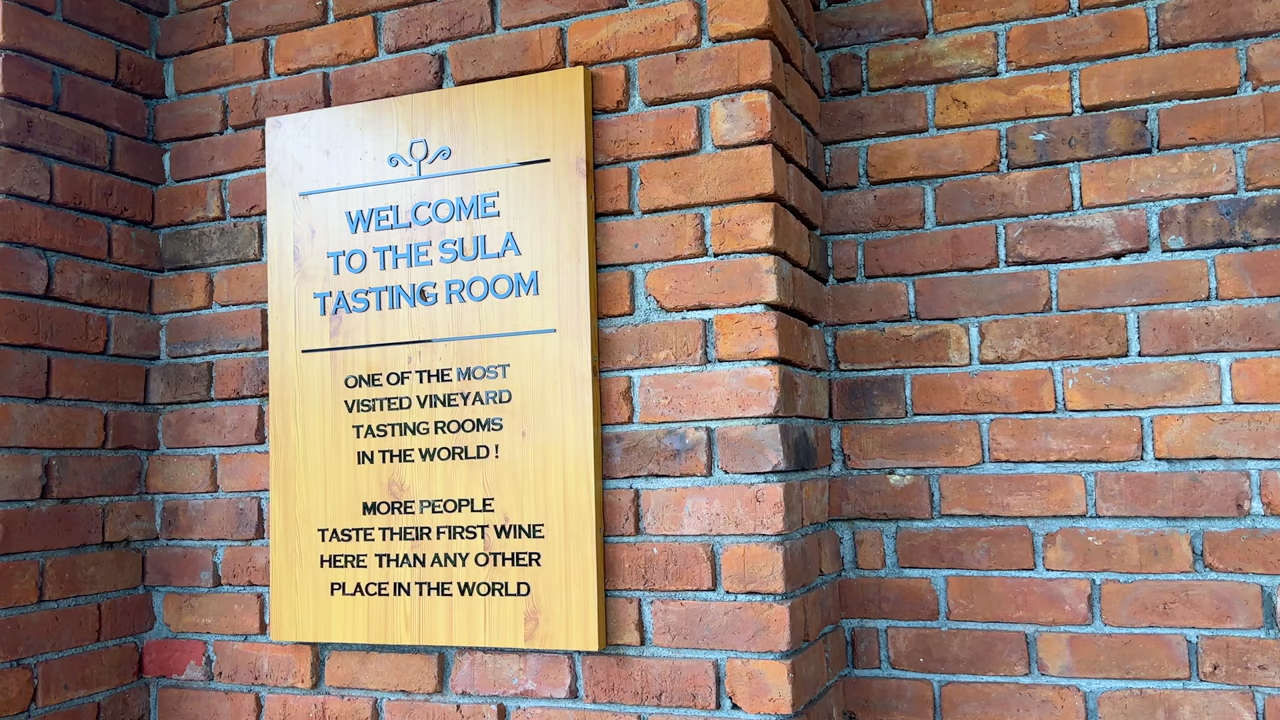 WELCOME
TO THE SULA
TASTING ROOM
ONE OF THE MOST
VISITED VINEYARD
TASTING ROOMS
IN THE WORLD !
MORE PEOPLE
TASTE THEIR FIRST WINE
HERE THAN ANY OTHER
PLACE IN THE WORLD